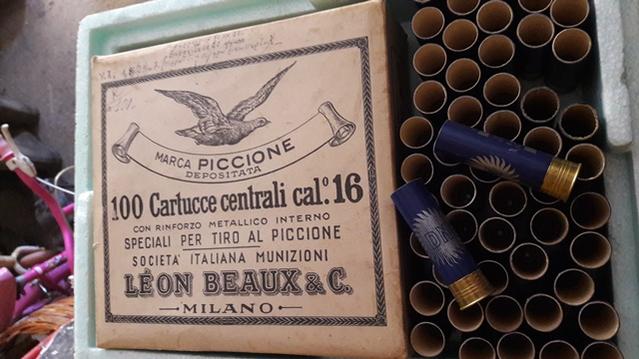 MARCA PICCIONE
DEPOSITATA
100 Cartucce centrali cal.º 16
CON RINFORZO METALLICO INTERNO
SPECIALI PER TIRO AL PICCIONE
SOCIETA' ITALIANA MUNIZIONI
LÉON BEAUX & C.
MILANO